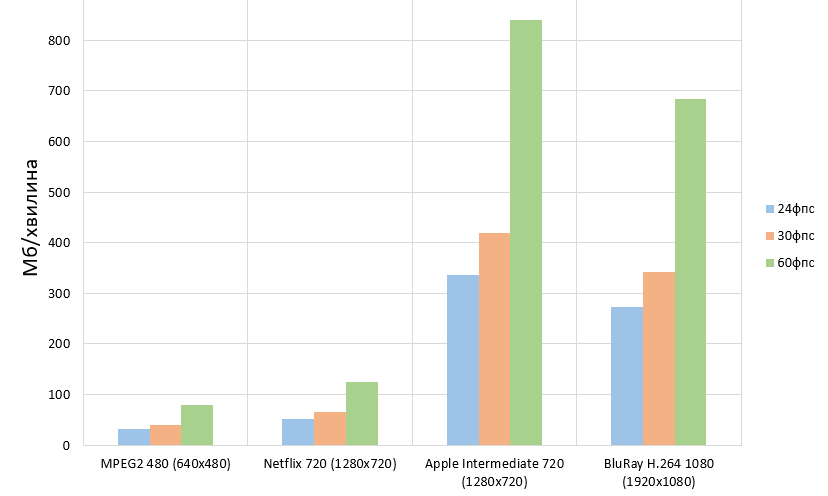 Мб/хвилина
800
700
600
500
400
300
200
100
0
MPEG2 480 (640x480)
Netflix 720 (1280x720)
Apple Intermediate 720
(1280x720)
BluRay H.264 1080
(1920x1080)
24фпс
30фпс
60фпс